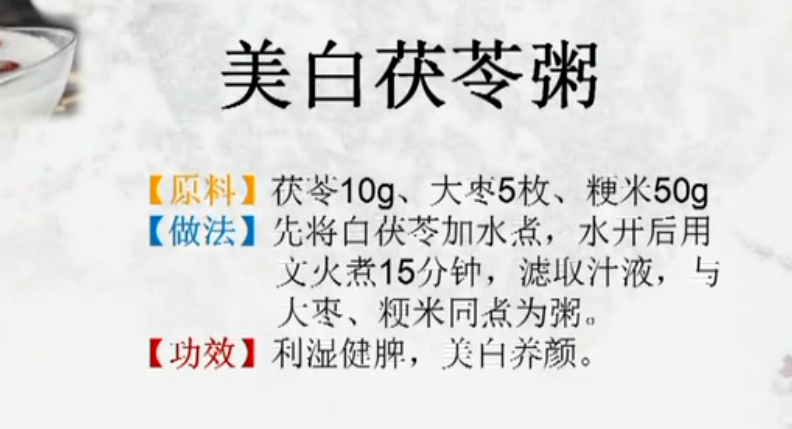 美白茯苓粥
【原料】茯苓10g、大枣5枚、粳米50g
【做法】先将白茯苓加水煮，水开后用
文火煮15分钟，滤取汁液，与
大枣、粳米同煮为粥。
【功效】利湿健脾，美白养颜。